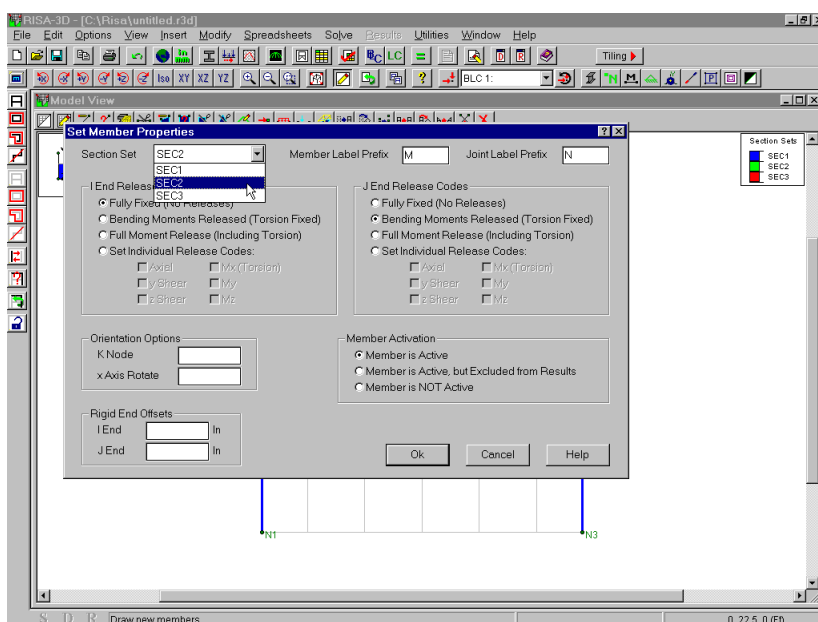 RISA-3D - [C:\Risa\untitled.r3d]
File Edit Options View Insert Modify Spreadsheets Solve Results Utilities Window Help
Tiling
Iso XY XZ YZ BLC 1:
Model View
Set Member Properties
Section Set SEC2 Member Label Prefix M Joint Label Prefix N
SEC1
SEC2
SEC3
Section Sets
SEC1
SEC2
SEC3
I End Release
Fully Fixed (No Releases)
Bending Moments Released (Torsion Fixed)
Full Moment Release (Including Torsion)
Set Individual Release Codes:
Axial Mx (Torsion)
y Shear My
z Shear Mz
J End Release Codes
Fully Fixed (No Releases)
Bending Moments Released (Torsion Fixed)
Full Moment Release (Including Torsion)
Set Individual Release Codes:
Axial Mx (Torsion)
y Shear My
z Shear Mz
Orientation Options
K Node
x Axis Rotate
Member Activation
Member is Active
Member is Active, but Excluded from Results
Member is NOT Active
Rigid End Offsets
I End In
J End In
Ok Cancel Help
N1 N3
S D R Draw new members 0, 22.5, 0 (Ft)